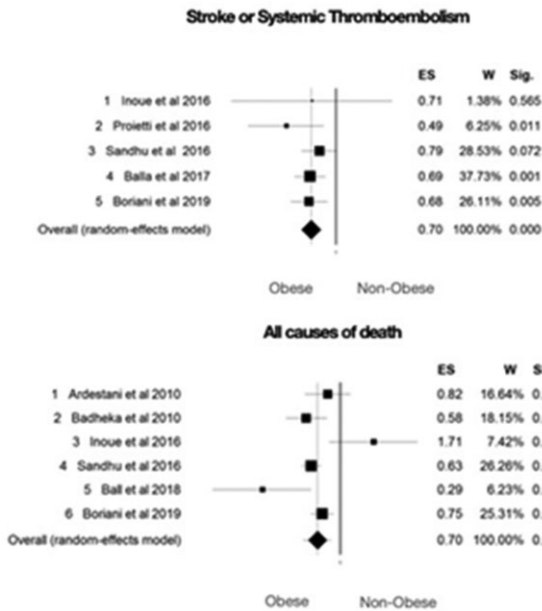 Stroke or Systemic Thromboembolism
ES W Sig.
1 Inoue et al 2016 0.71 1.38% 0.565
2 Proietti et al 2016 0.49 6.25% 0.011
3 Sandhu et al 2016 0.79 28.53% 0.072
4 Balla et al 2017 0.69 37.73% 0.001
5 Boriani et al 2019 0.68 26.11% 0.005
Overall (random-effects model) 0.70 100.00% 0.000
Obese Non-Obese
All causes of death
ES W S
1 Ardestani et al 2010 0.82 16.64% 0.
2 Badheka et al 2010 0.58 18.15% 0.
3 Inoue et al 2016 1.71 7.42% 0.
4 Sandhu et al 2016 0.63 26.26% 0.
5 Ball et al 2018 0.29 6.23% 0.
6 Boriani et al 2019 0.75 25.31% 0.
Overall (random-effects model) 0.70 100.00% 0.
Obese Non-Obese